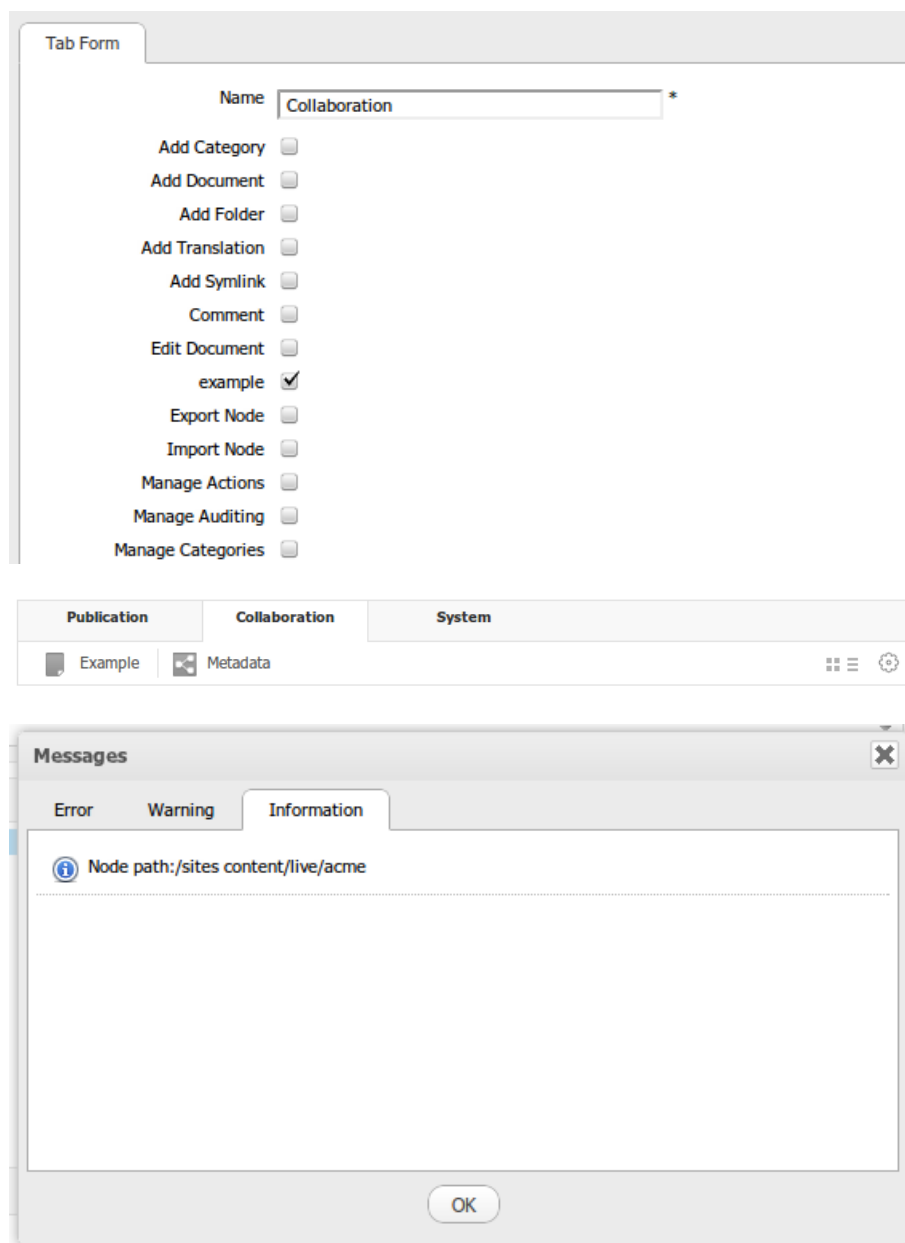 Tab Form
Name Collaboration *
Add Category
Add Document
Add Folder
Add Translation
Add Symlink
Comment
Edit Document
example
Export Node
Import Node
Manage Actions
Manage Auditing
Manage Categories
Publication Collaboration System
Example Metadata
Messages
Error Warning Information
Node path:/sites content/live/acme
OK